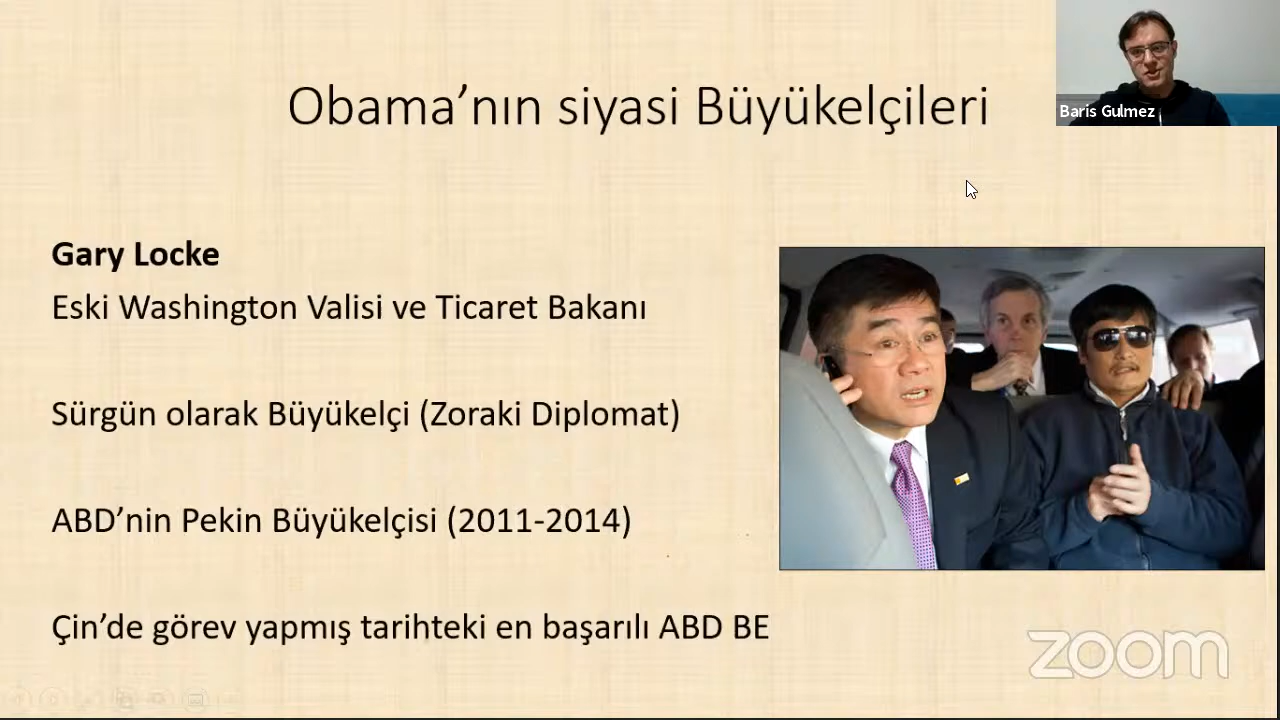 Obama’nın siyasi Büyükelçileri
Baris Gulmez
Gary Locke
Eski Washington Valisi ve Ticaret Bakanı
Sürgün olarak Büyükelçi (Zoraki Diplomat)
ABD’nin Pekin Büyükelçisi (2011-2014)
Çin’de görev yapmış tarihteki en başarılı ABD BE
zoom